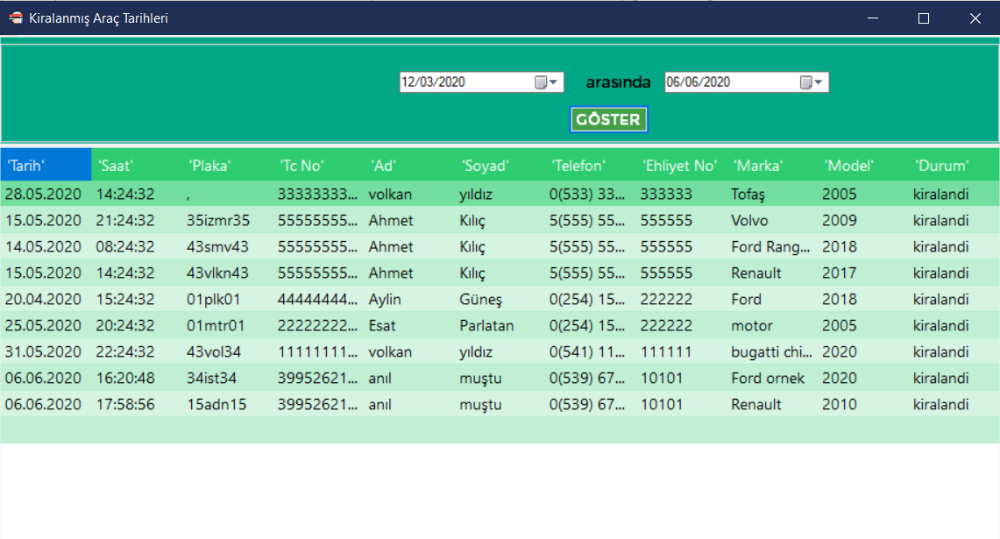 Kiralanmış Araç Tarihleri
12/03/2020 arasında 06/06/2020
GÖSTER
'Tarih' 'Saat' 'Plaka' 'Tc No' 'Ad' 'Soyad' 'Telefon' 'Ehliyet No' 'Marka' 'Model' 'Durum'
28.05.2020 14:24:32 , 33333333... volkan yıldız 0(533) 33... 333333 Tofaş 2005 kiralandi
15.05.2020 21:24:32 35izmr35 55555555... Ahmet Kılıç 5(555) 55... 555555 Volvo 2009 kiralandi
14.05.2020 08:24:32 43smv43 55555555... Ahmet Kılıç 5(555) 55... 555555 Ford Rang... 2018 kiralandi
15.05.2020 14:24:32 43vlkn43 55555555... Ahmet Kılıç 5(555) 55... 555555 Renault 2017 kiralandi
20.04.2020 15:24:32 01plk01 44444444... Aylin Güneş 0(254) 15... 222222 Ford 2018 kiralandi
25.05.2020 20:24:32 01mtr01 22222222... Esat Parlatan 0(254) 15... 222222 motor 2005 kiralandi
31.05.2020 22:24:32 43vol34 11111111... volkan yıldız 0(541) 11... 111111 bugatti chi... 2020 kiralandi
06.06.2020 16:20:48 34ist34 39952621... anıl muştu 0(539) 67... 10101 Ford ornek 2020 kiralandi
06.06.2020 17:58:56 15adn15 39952621... anıl muştu 0(539) 67... 10101 Renault 2010 kiralandi